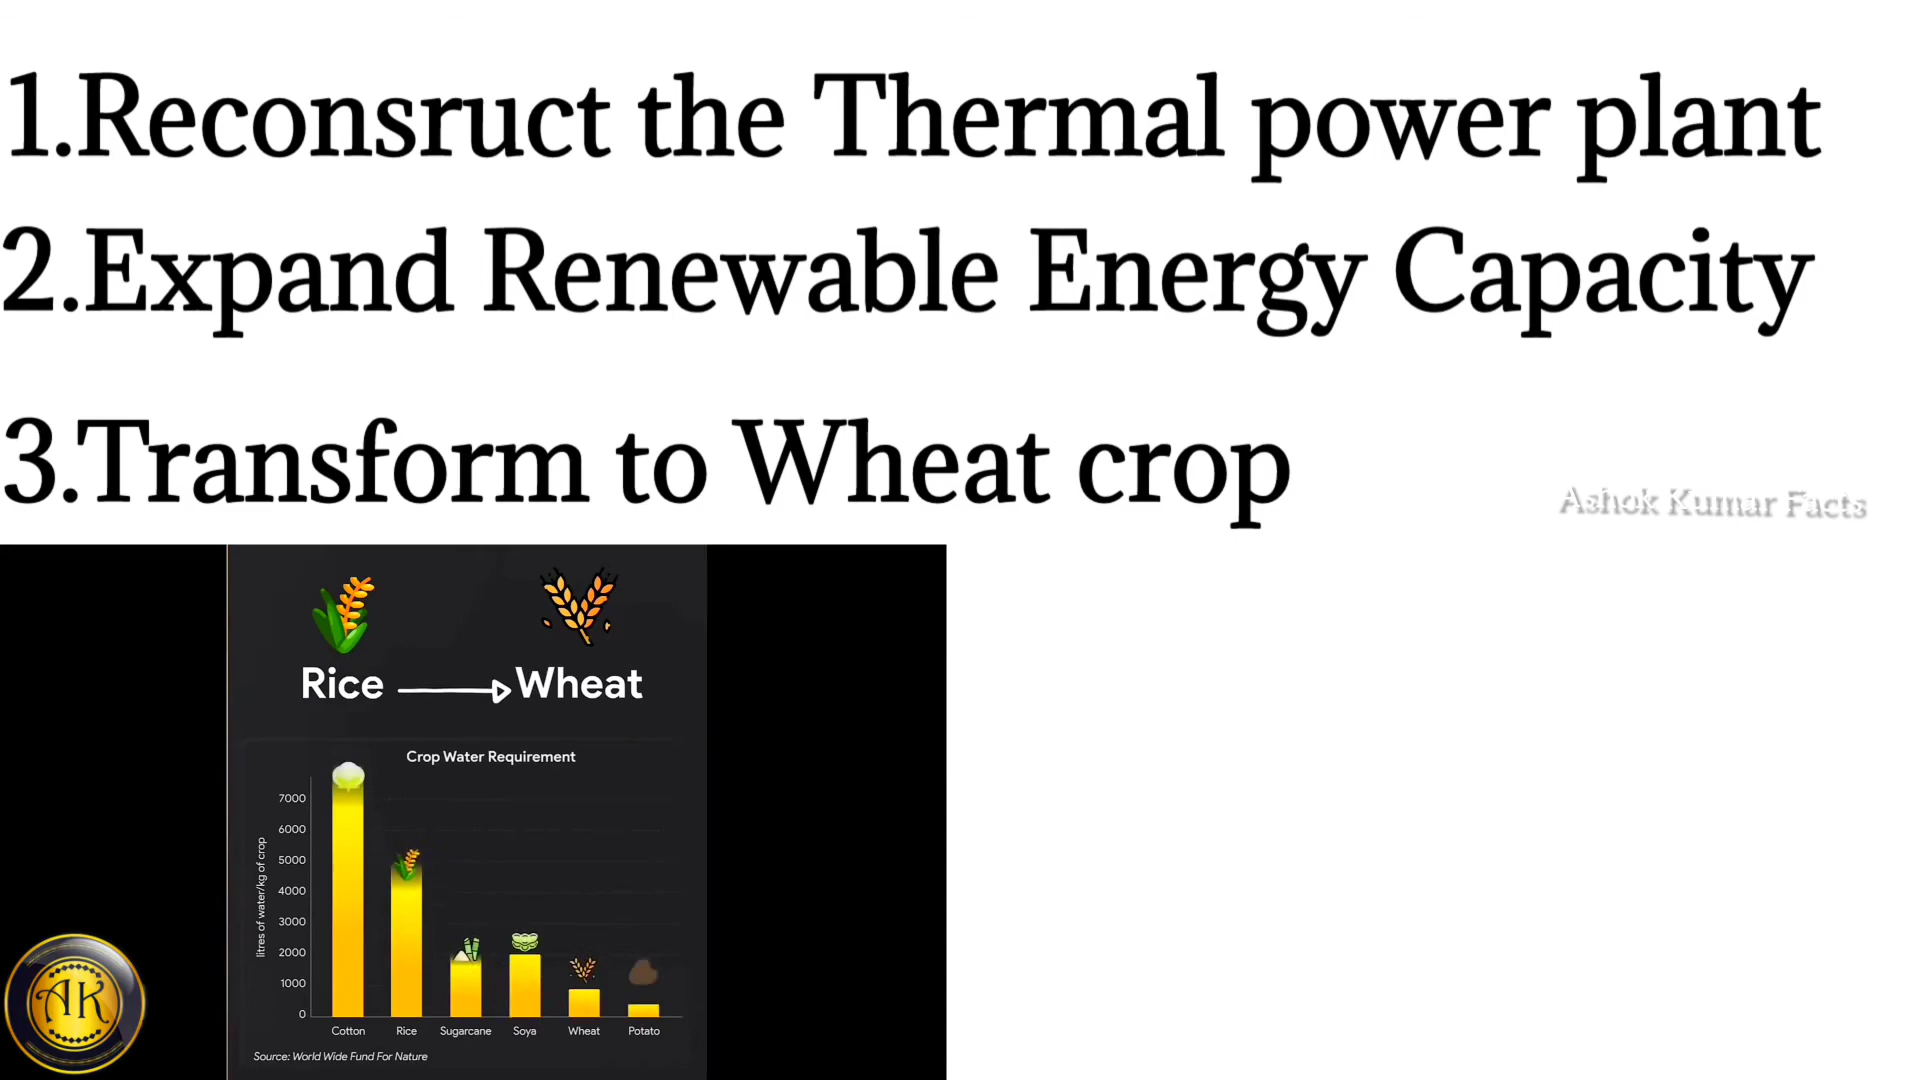 1.Reconsruct the Thermal power plant
2.Expand Renewable Energy Capacity
3.Transform to Wheat crop
Ashok Kumar Facts
Rice Wheat
Crop Water Requirement
litres of water/kg of crop
7000
6000
5000
4000
3000
2000
1000
0
Cotton Rice Sugarcane Soya Wheat Potato
Source: World Wide Fund For Nature
AK